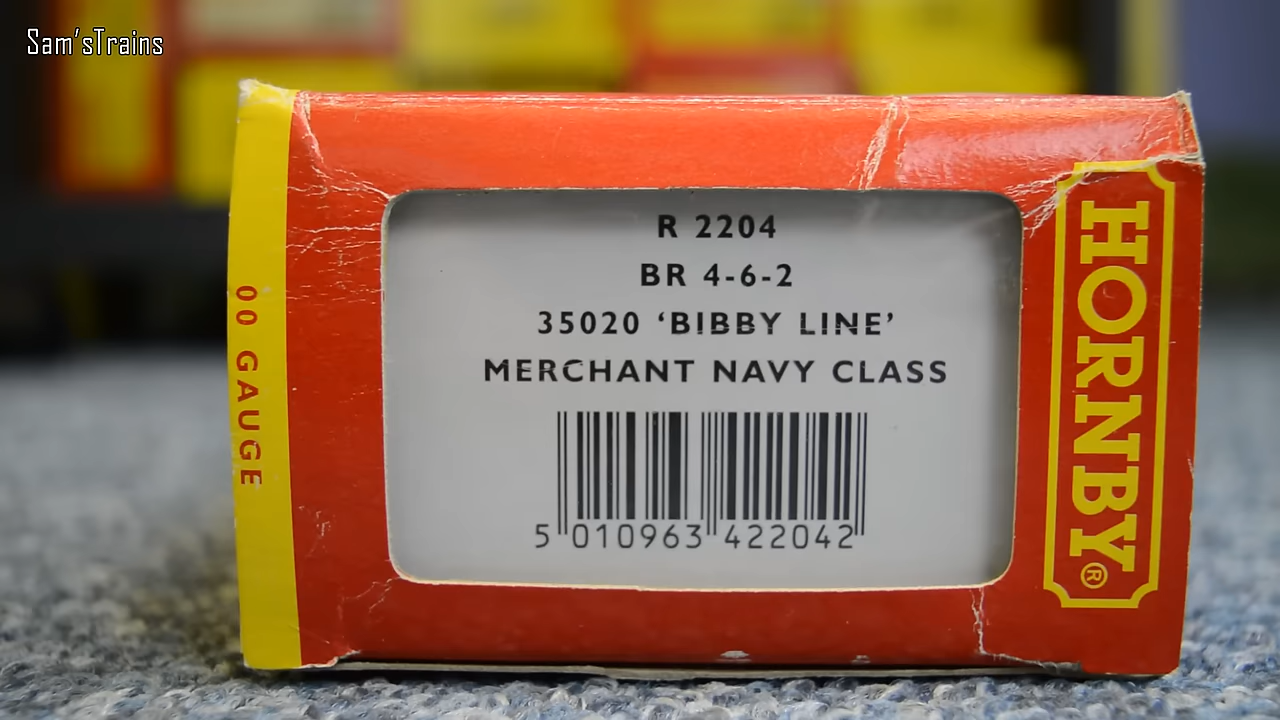 Sam'sTrains
00 GAUGE
R 2204
BR 4-6-2
35020 ‘BIBBY LINE’
MERCHANT NAVY CLASS
5 010963 422042
HORNBY®